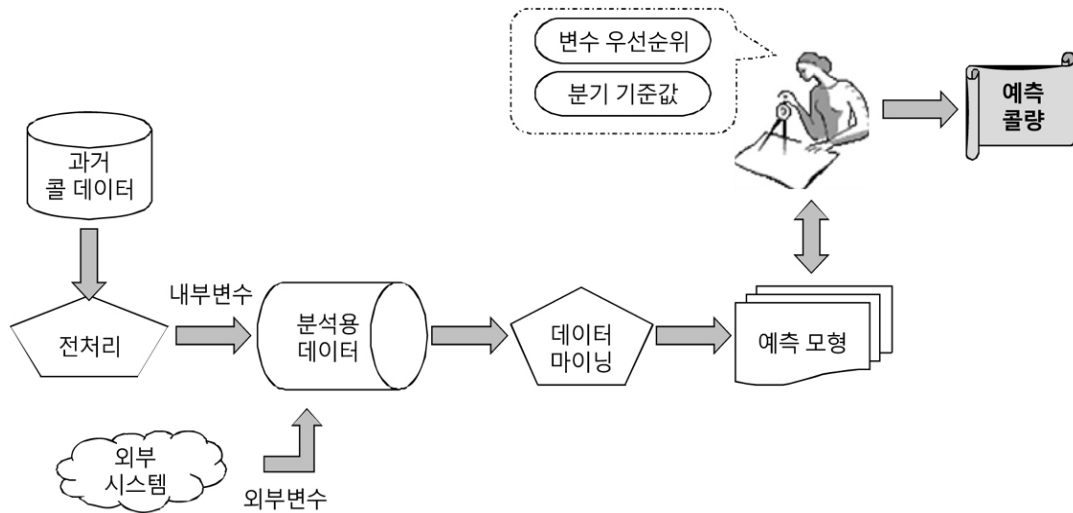 변수 우선순위
분기 기준값
예측
콜량
과거
콜 데이터
내부변수
전처리
분석용
데이터
데이터
마이닝
예측 모형
외부
시스템
외부변수